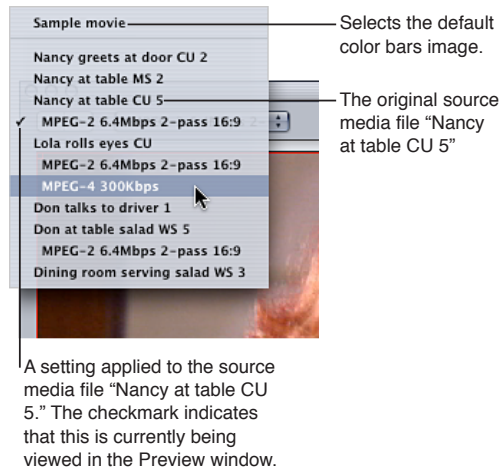 Sample movie
Selects the default
color bars image.
Nancy greets at door CU 2
Nancy at table MS 2
Nancy at table CU 5
The original source
media file “Nancy
at table CU 5”
✓ MPEG-2 6.4Mbps 2-pass 16:9
Lola rolls eyes CU
MPEG-2 6.4Mbps 2-pass 16:9
MPEG-4 300Kbps
Don talks to driver 1
Don at table salad WS 5
MPEG-2 6.4Mbps 2-pass 16:9
Dining room serving salad WS 3
A setting applied to the source
media file “Nancy at table CU
5.” The checkmark indicates
that this is currently being
viewed in the Preview window.